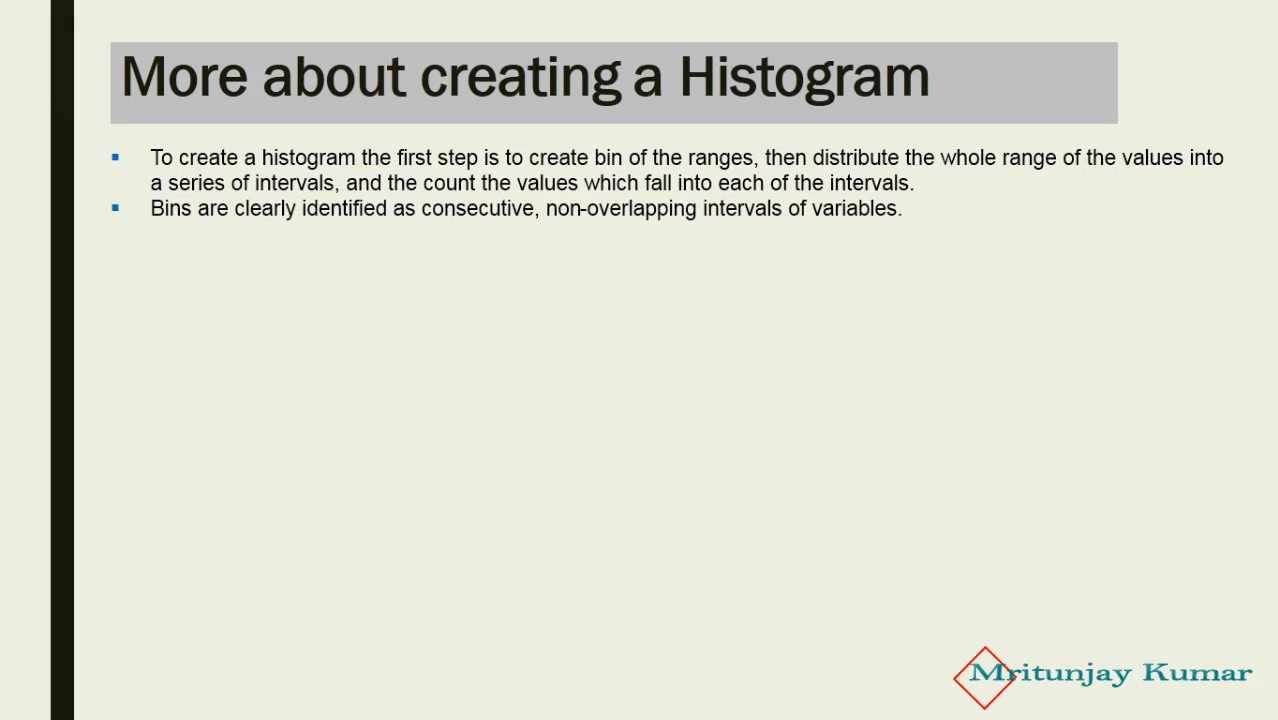 More about creating a Histogram
To create a histogram the first step is to create bin of the ranges, then distribute the whole range of the values into
a series of intervals, and the count the values which fall into each of the intervals.
Bins are clearly identified as consecutive, non-overlapping intervals of variables.
Mritunjay Kumar